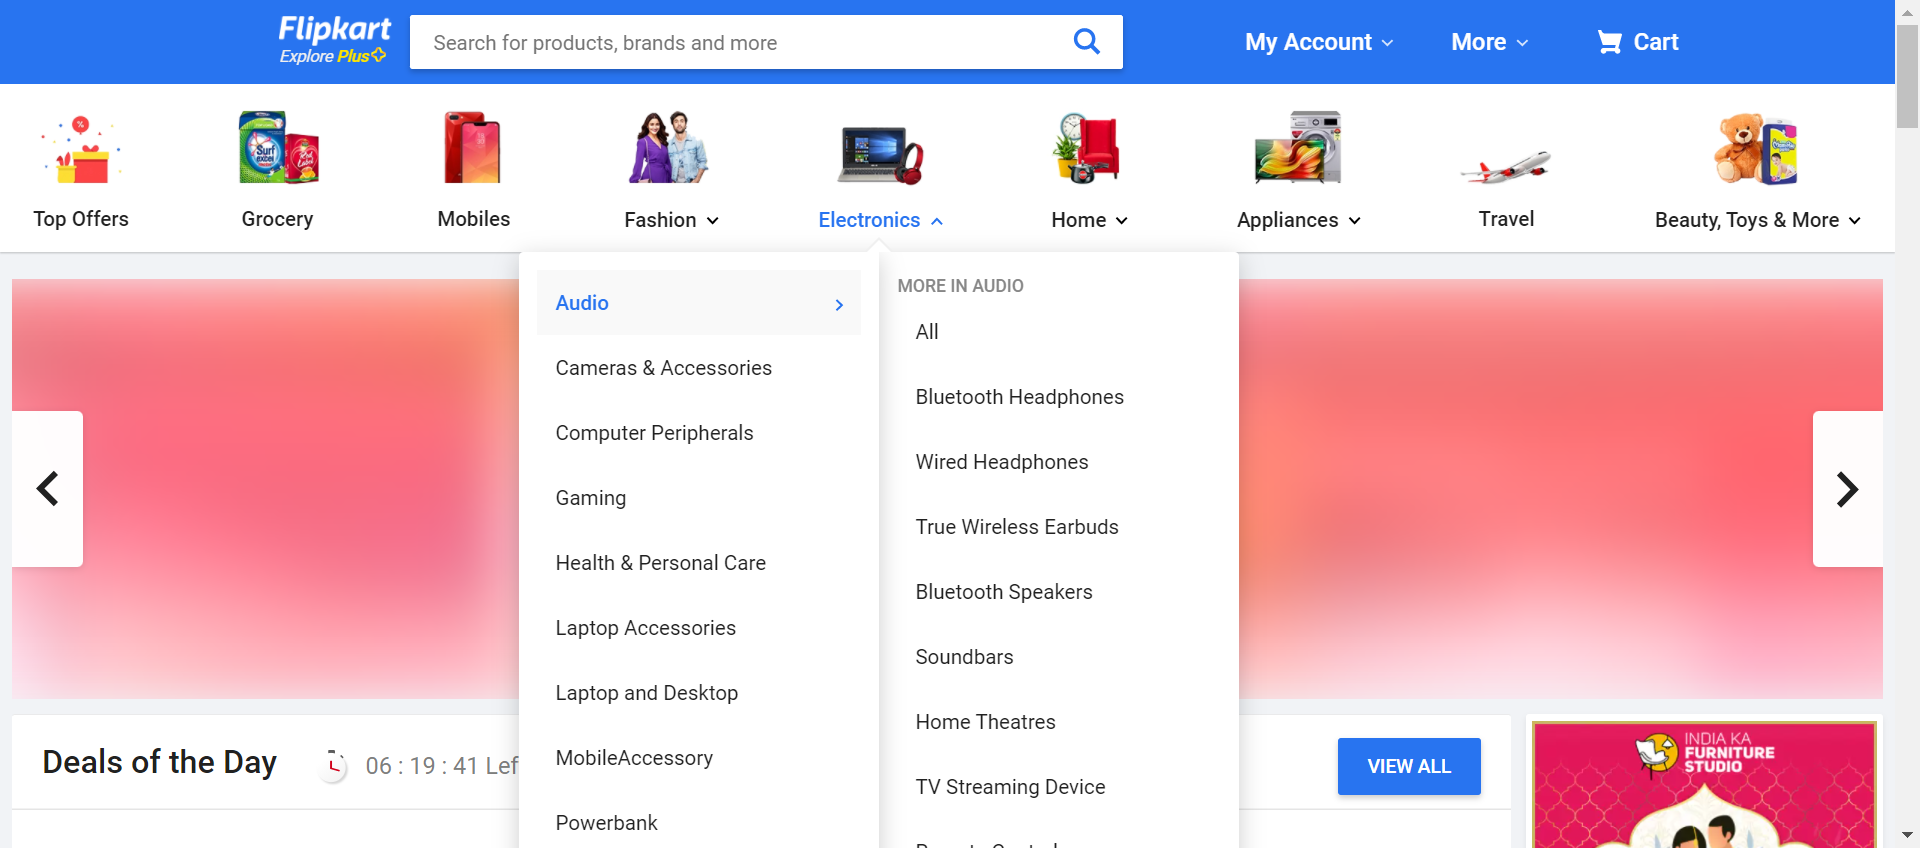 Flipkart
Explore Plus
Search for products, brands and more
My Account
More
Cart
Top Offers
Grocery
Mobiles
Fashion
Electronics
Home
Appliances
Travel
Beauty, Toys & More
Audio
Cameras & Accessories
Computer Peripherals
Gaming
Health & Personal Care
Laptop Accessories
Laptop and Desktop
MobileAccessory
Powerbank
MORE IN AUDIO
All
Bluetooth Headphones
Wired Headphones
True Wireless Earbuds
Bluetooth Speakers
Soundbars
Home Theatres
TV Streaming Device
Deals of the Day
06 : 19 : 41 Lef
VIEW ALL
INDIA KA
FURNITURE
STUDIO
Surf
excel